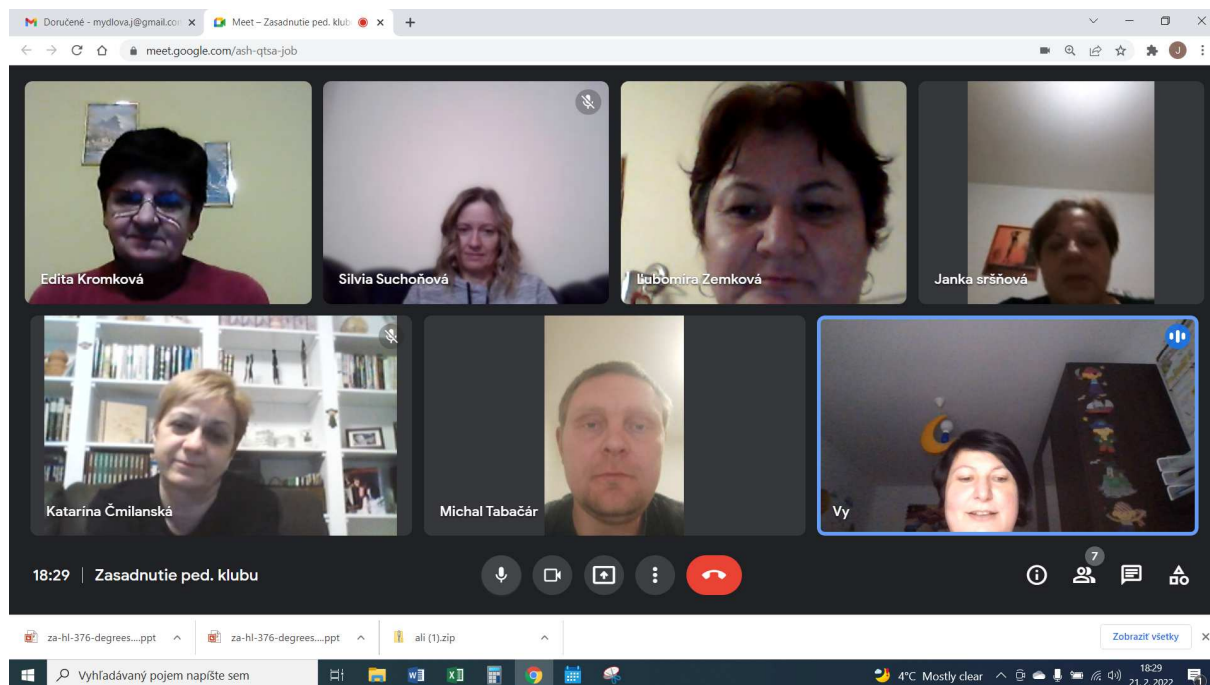 Doručené - mydlova.j@gmail.con
Meet – Zasadnutie ped. klub
meet.google.com/ash-qtsa-job
J
Edita Kromková
Silvia Suchoňová
Ľubomíra Zemková
Janka sršňová
Katarína Čmilanská
Michal Tabačár
Vy
18:29 | Zasadnutie ped. klubu
7
za-hl-376-degrees....ppt
za-hl-376-degrees....ppt
ali (1).zip
Zobraziť všetky
Vyhľadávaný pojem napíšte sem
4°C Mostly clear
18:29
21. 2. 2022